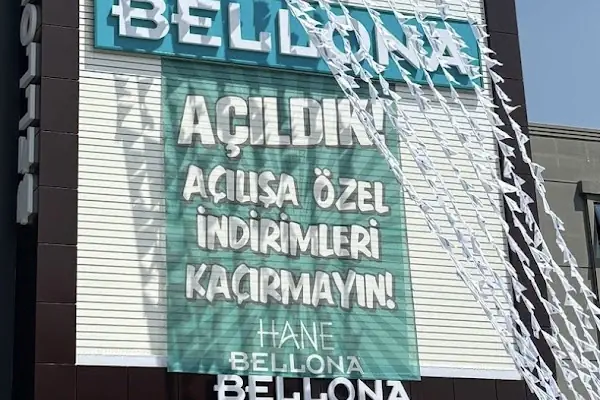 BELLONA
AÇILDIK!
AÇILIŞA ÖZEL
İNDİRİMLERİ
KAÇIRMAYIN!
HANE
BELLONA
BELLONA